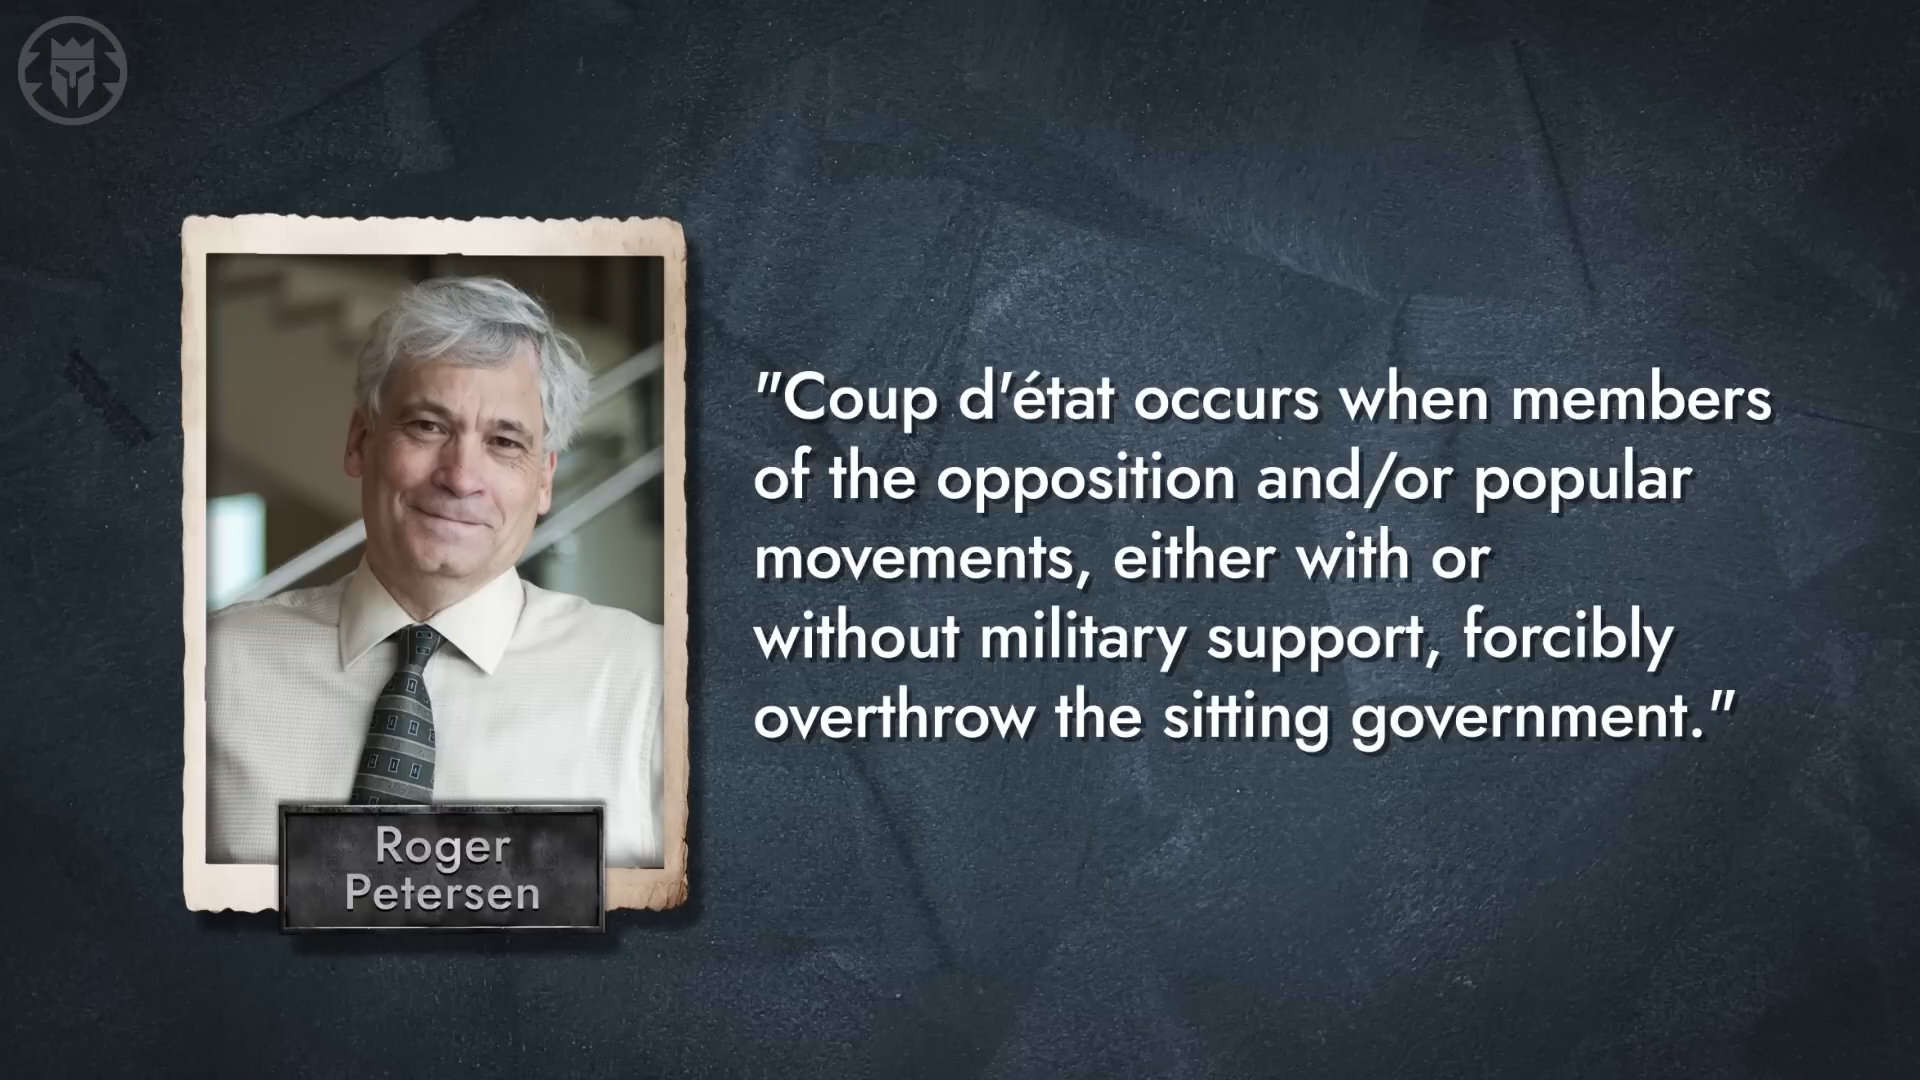 "Coup d'état occurs when members
of the opposition and/or popular
movements, either with or
without military support, forcibly
overthrow the sitting government."
Roger
Petersen